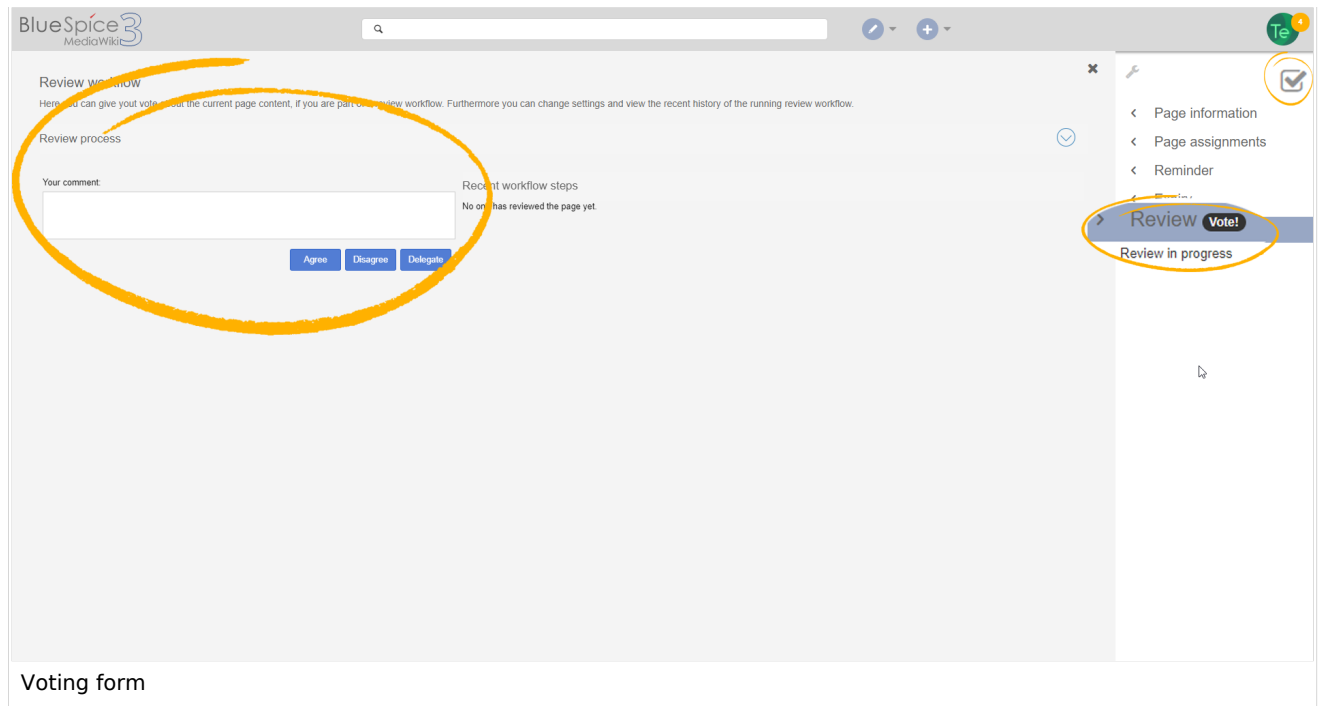 BlueSpice 3
MediaWiki
Te
4
Review workflow
Here you can give yout vote about the current page content, if you are part of a review workflow. Furthermore you can change settings and view the recent history of the running review workflow.
Review process
Your comment:
Recent workflow steps
No one has reviewed the page yet.
Agree
Disagree
Delegate
Page information
Page assignments
Reminder
Expiry
Review Vote!
Review in progress
Voting form